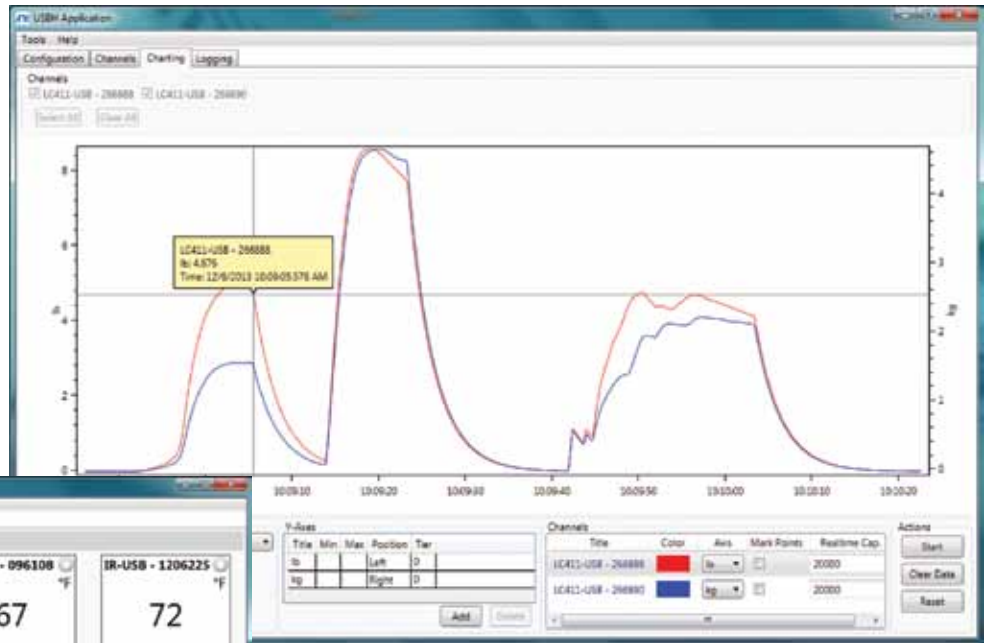 USBH Application
Tools Help
Configuration Channels Charting Logging
Channels
LC411-USB - 266888 LC411-USB - 266890
Select All Clear All
8
6
4
2
0
lb
4
3
2
1
0
kg
LC411-USB - 266888
lb: 4.676
Time: 12/6/2013 10:09:05.376 AM
10:09:10 10:09:20 10:09:30 10:09:40 10:09:50 10:10:00 10:10:10 10:10:20
Y-Axes
Title Min Max Position Tier
lb Left 0
kg Right 0
Add Delete
Channels
Title Color Axis Mark Points Realtime Cap.
LC411-USB - 266888 lb 20000
LC411-USB - 266890 kg 20000
Actions
Start
Clear Data
Reset
- 096108 IR-USB - 1206225
°F °F
67 72